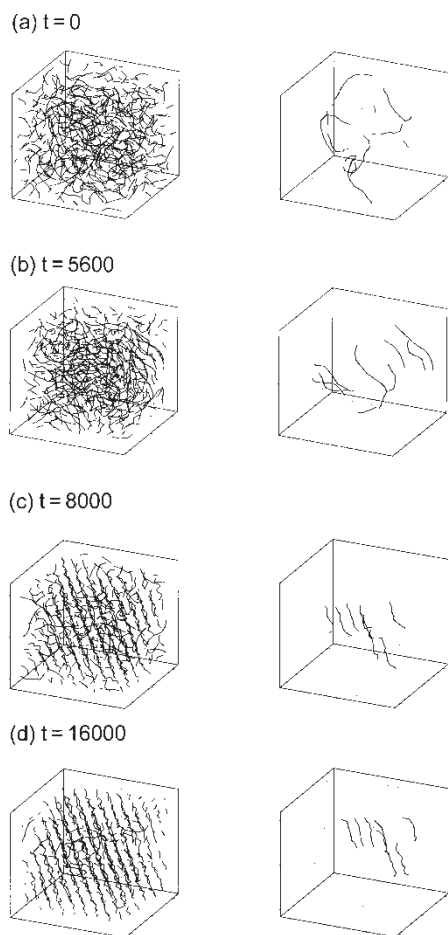 (a) t = 0
(b) t = 5600
(c) t = 8000
(d) t = 16000